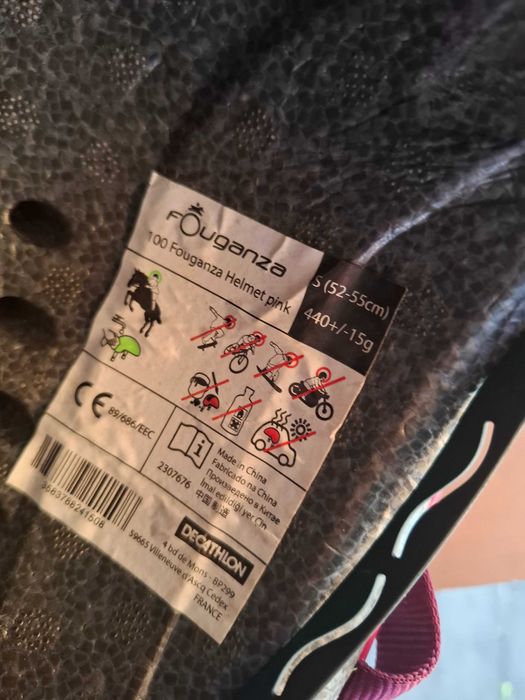 FOuganza
100 Fouganza Helmet pink
S (52-55cm)
440+/-15g
CE 89/686/EEC
2307676
Made in China
Fabricado na China
Произведено в Китае
İmal edildiği yer Çin
中国制造
DECATHLON
4 bd de Mons - BP299
59665 Villeneuve d'Ascq Cedex
FRANCE